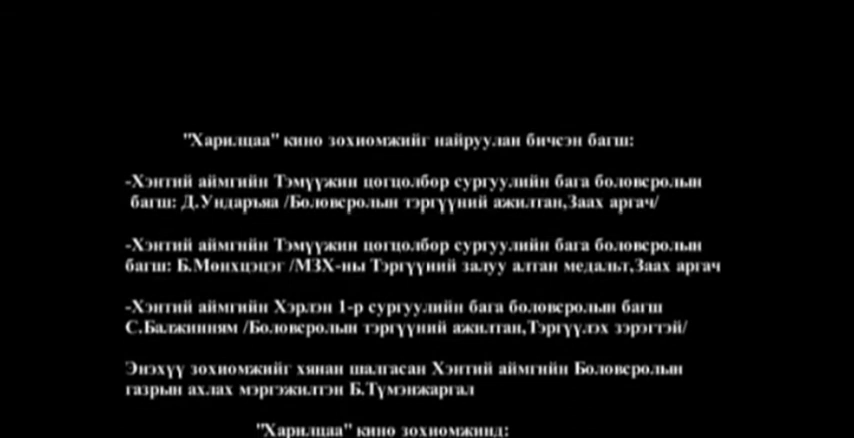 "Харилцаа" кино зохиомжийг найруулан бичсэн багш:
-Хэнтий аймгийн Тэмүүжин цогцолбор сургуулийн бага боловсролын
багш: Д.Ундарьяа /Боловсролын тэргүүний ажилтан,Заах аргач/
-Хэнтий аймгийн Тэмүүжин цогцолбор сургуулийн бага боловсролын
багш: Б.Мөнхцэцэг /МЗХ-ны Тэргүүний залуу алтан медальт,Заах аргач
-Хэнтий аймгийн Хэрлэн 1-р сургуулийн бага боловсролын багш
С.Балжинням /Боловсролын тэргүүний ажилтан,Тэргүүлэх зэрэгтэй/
Энэхүү зохиомжийг хянан шалгасан Хэнтий аймгийн Боловсролын
газрын ахлах мэргэжилтэн Б.Түмэнжаргал
"Харилцаа" кино зохиомжинд: